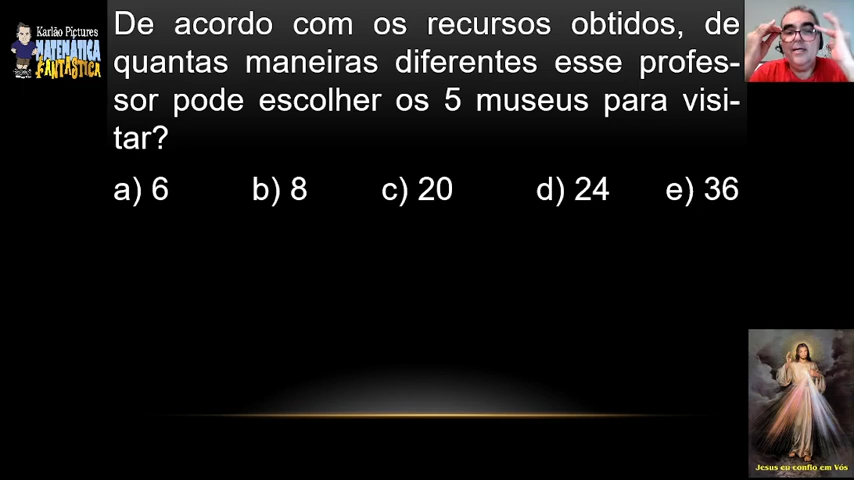 Karlão Pictures
MATEMÁTICA
FANTÁSTICA
De acordo com os recursos obtidos, de
quantas maneiras diferentes esse profes-
sor pode escolher os 5 museus para visi-
tar?
a) 6 b) 8 c) 20 d) 24 e) 36
Jesus eu confio em Vós